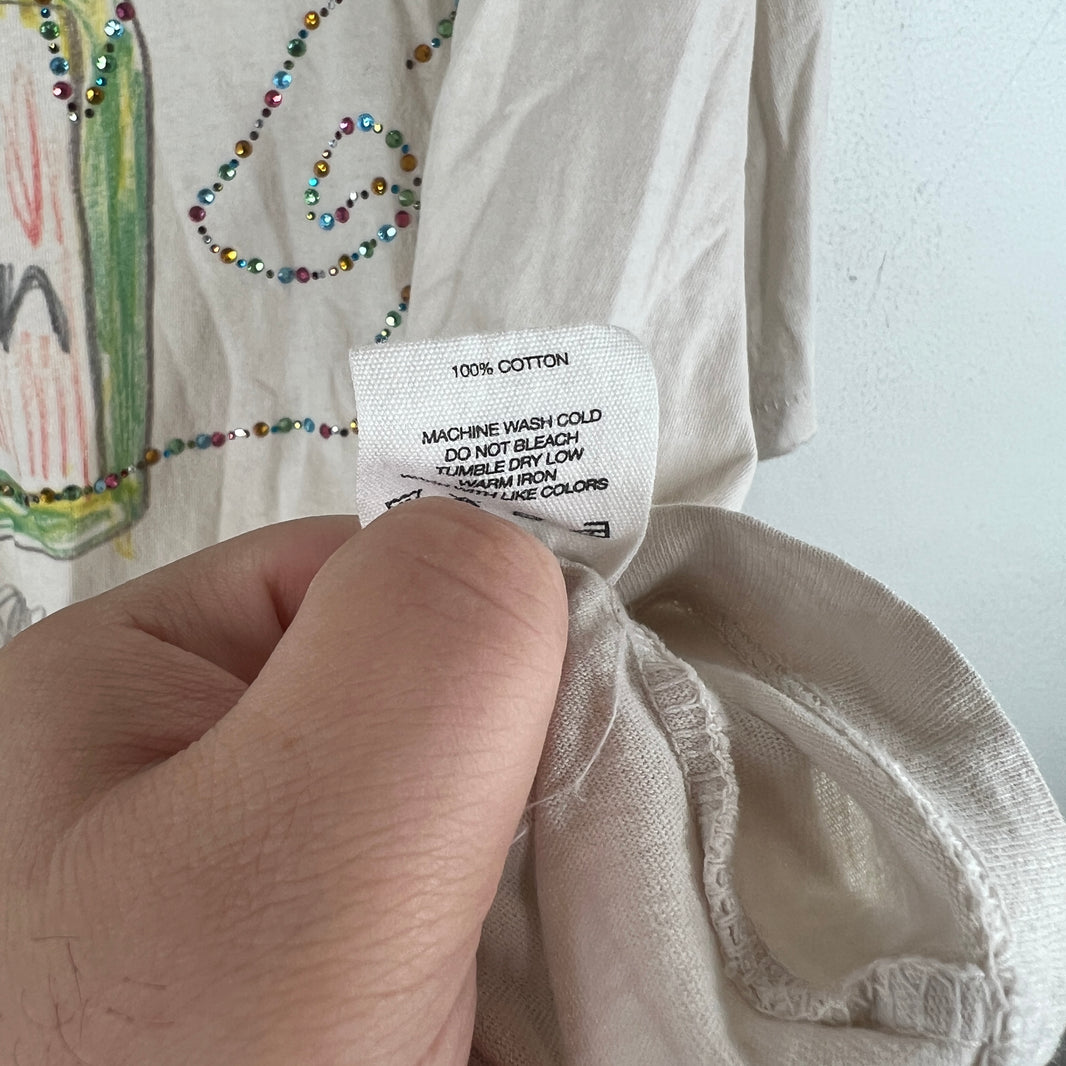 100% COTTON
MACHINE WASH COLD
DO NOT BLEACH
TUMBLE DRY LOW
WARM IRON
WITH LIKE COLORS